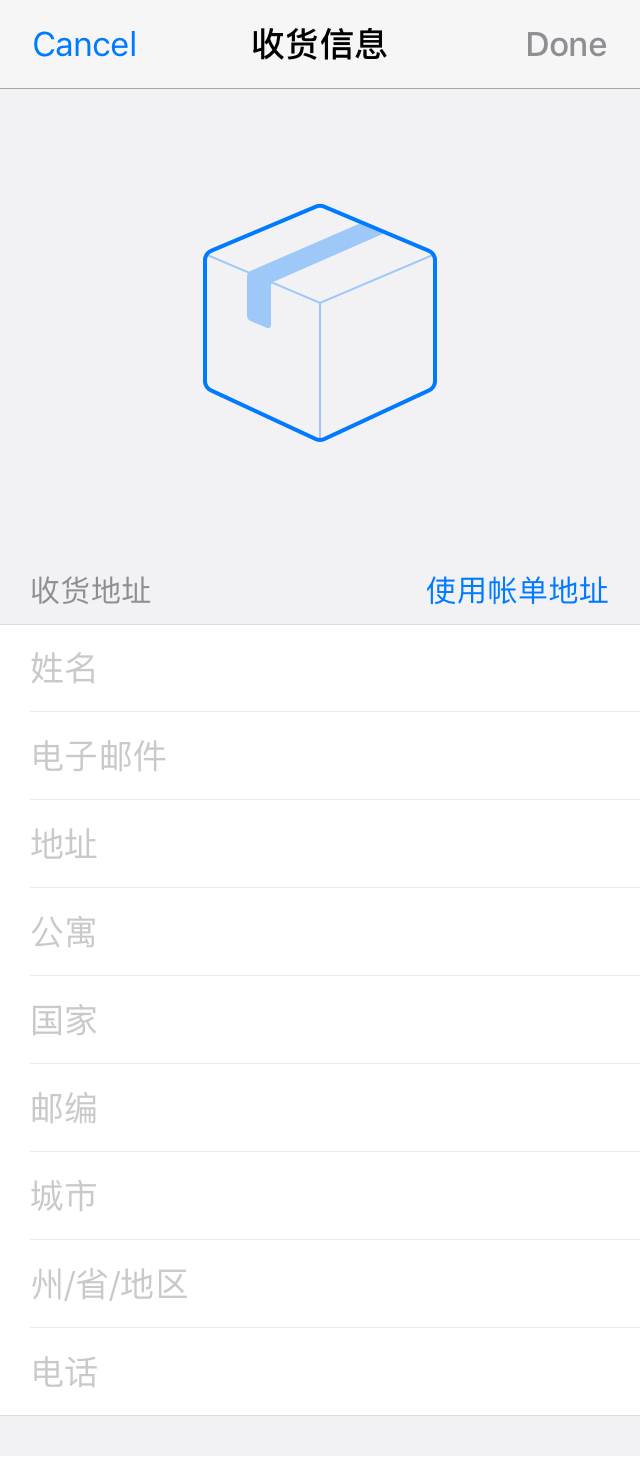 Cancel 收货信息 Done
收货地址 使用帐单地址
姓名
电子邮件
地址
公寓
国家
邮编
城市
州/省/地区
电话